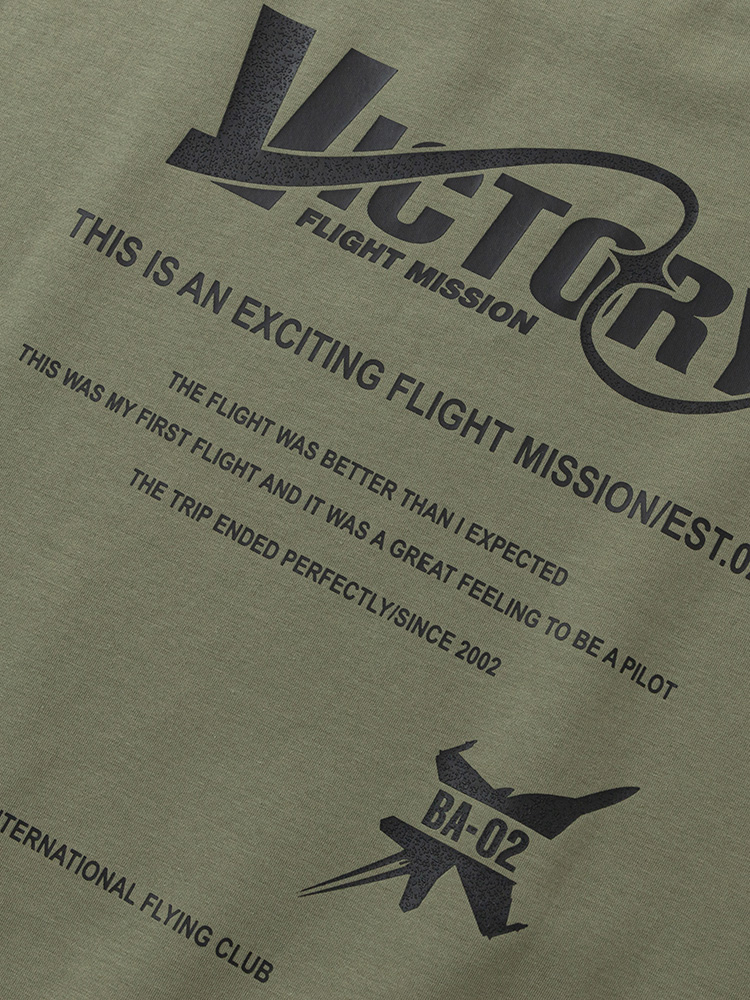 VICTORY
FLIGHT MISSION
THIS IS AN EXCITING FLIGHT MISSION/EST.02
THE FLIGHT WAS BETTER THAN I EXPECTED
THIS WAS MY FIRST FLIGHT AND IT WAS A GREAT FEELING TO BE A PILOT
THE TRIP ENDED PERFECTLY/SINCE 2002
BA-02
NTERNATIONAL FLYING CLUB